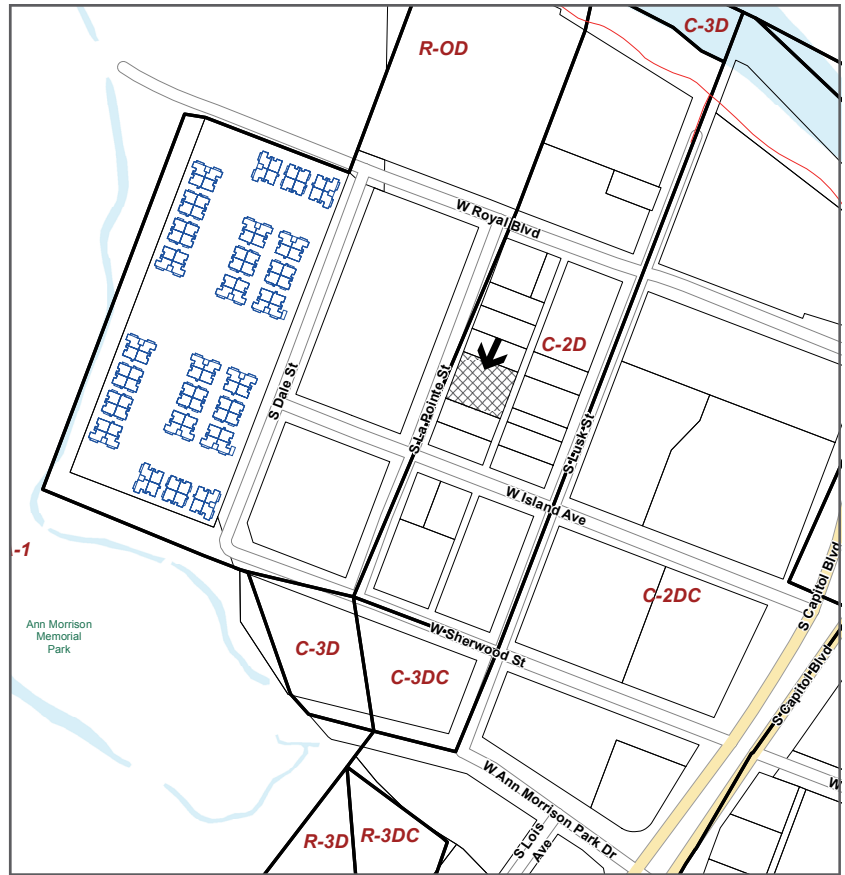 C-3D
R-OD
W Royal Blvd
C-2D
S Dale St
S La Pointe St
S Lusk St
W Island Ave
-1
C-2DC
S Capitol Blvd
Ann Morrison
Memorial
Park
C-3D
W Sherwood St
C-3DC
S Capitol Blvd
W Ann Morrison Park Dr
W
S Lois
Ave
R-3D
R-3DC